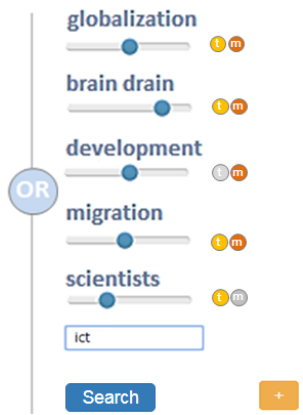 globalization
t m
brain drain
t m
development
t m
OR
migration
t m
scientists
t m
ict
Search +